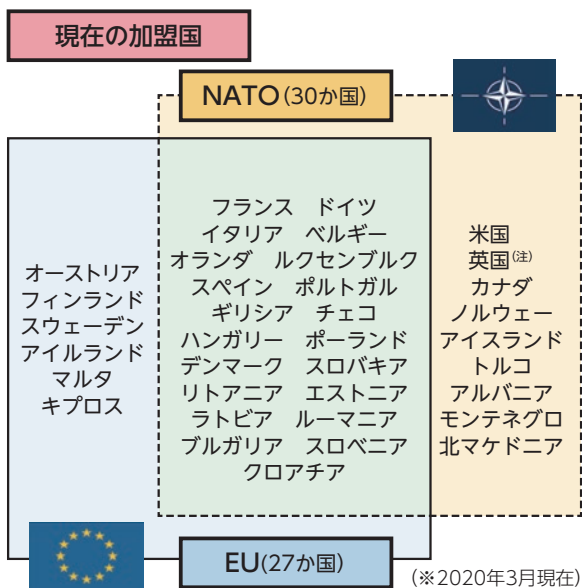 現在の加盟国
NATO(30か国)
オーストリア
フィンランド
スウェーデン
アイルランド
マルタ
キプロス
フランス　ドイツ
イタリア　ベルギー
オランダ　ルクセンブルク
スペイン　ポルトガル
ギリシア　チェコ
ハンガリー　ポーランド
デンマーク　スロバキア
リトアニア　エストニア
ラトビア　ルーマニア
ブルガリア　スロベニア
クロアチア
米国
英国(注)
カナダ
ノルウェー
アイスランド
トルコ
アルバニア
モンテネグロ
北マケドニア
EU(27か国)
(※2020年3月現在)